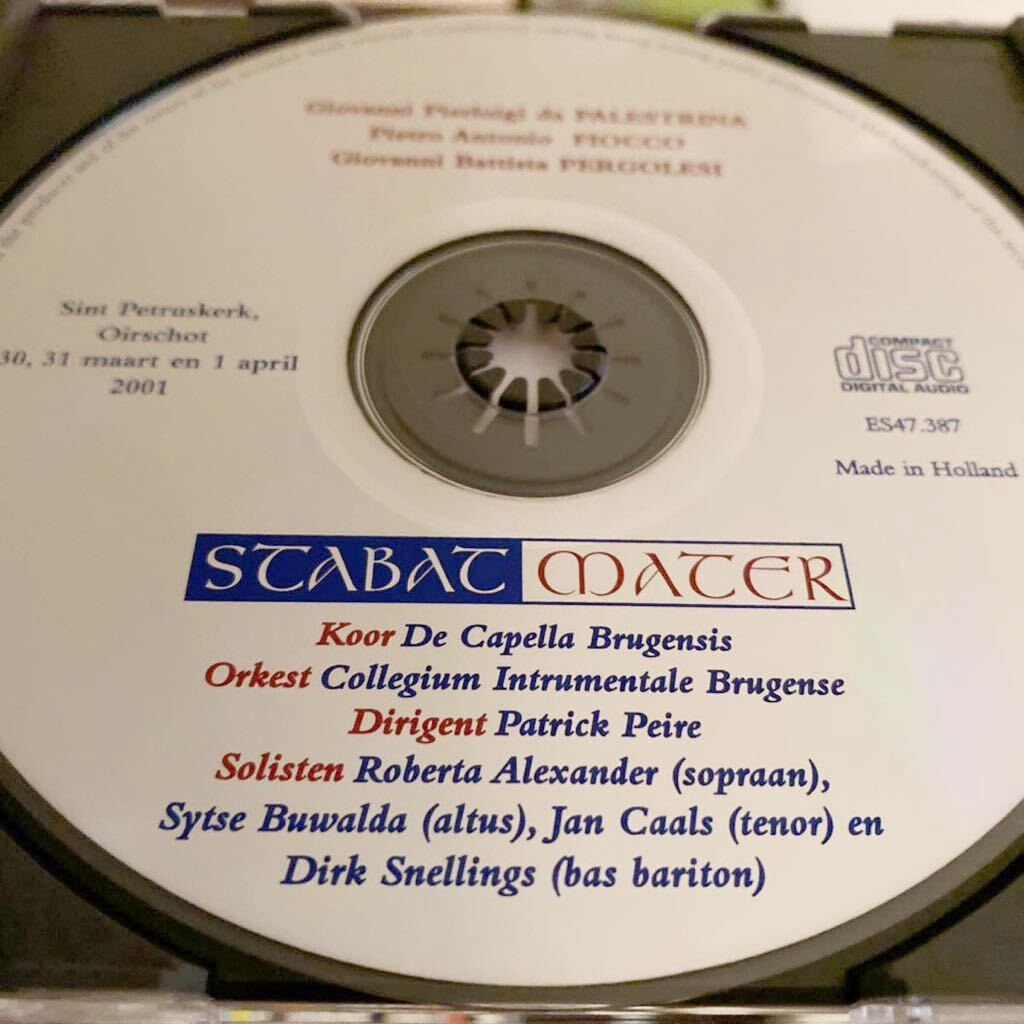 Giovanni Pierluigi da PALESTRINA
Pietro Antonio FIOCCO
Giovanni Battista PERGOLESI
Sint Petruskerk,
Oirschot
30, 31 maart en 1 april
2001
COMPACT
disc
DIGITAL AUDIO
ES47.387
Made in Holland
STABAT MATER
Koor De Capella Brugensis
Orkest Collegium Intrumentale Brugense
Dirigent Patrick Peire
Solisten Roberta Alexander (sopraan),
Sytse Buwalda (altus), Jan Caals (tenor) en
Dirk Snellings (bas bariton)